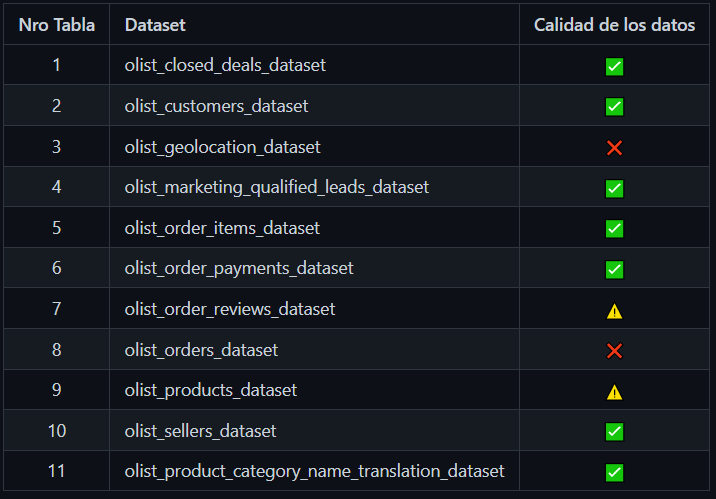 Nro Tabla Dataset Calidad de los datos
1 olist_closed_deals_dataset ✅
2 olist_customers_dataset ✅
3 olist_geolocation_dataset ❌
4 olist_marketing_qualified_leads_dataset ✅
5 olist_order_items_dataset ✅
6 olist_order_payments_dataset ✅
7 olist_order_reviews_dataset ⚠️
8 olist_orders_dataset ❌
9 olist_products_dataset ⚠️
10 olist_sellers_dataset ✅
11 olist_product_category_name_translation_dataset ✅